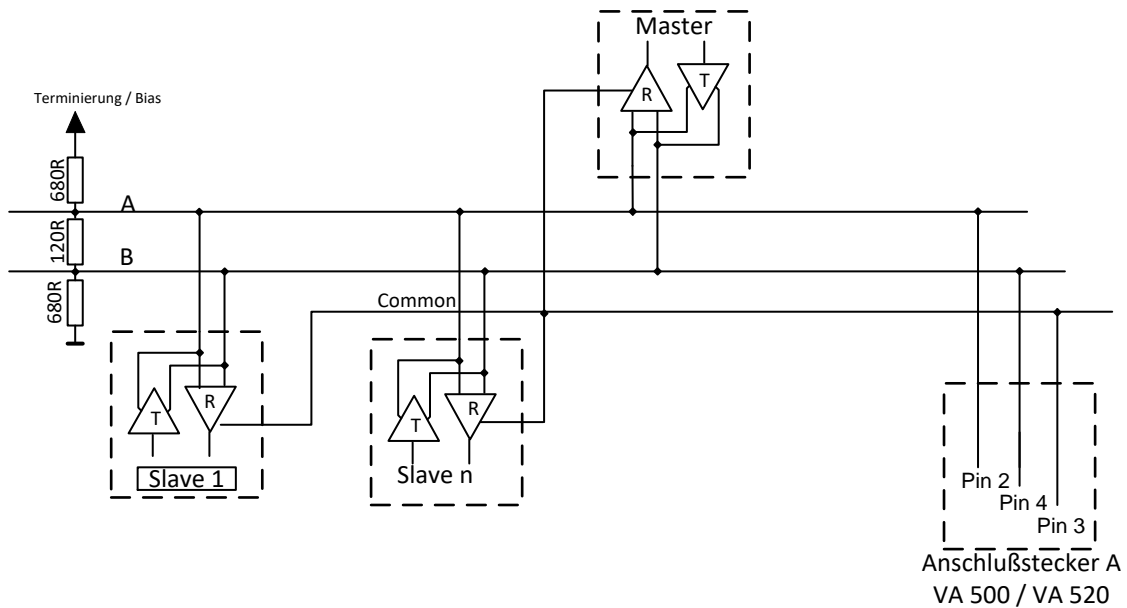 Master
T
R
Terminierung / Bias
680R
A
120R
B
680R
Common
T
R
Slave 1
T
R
Slave n
Pin 2
Pin 4
Pin 3
Anschlußstecker A
VA 500 / VA 520